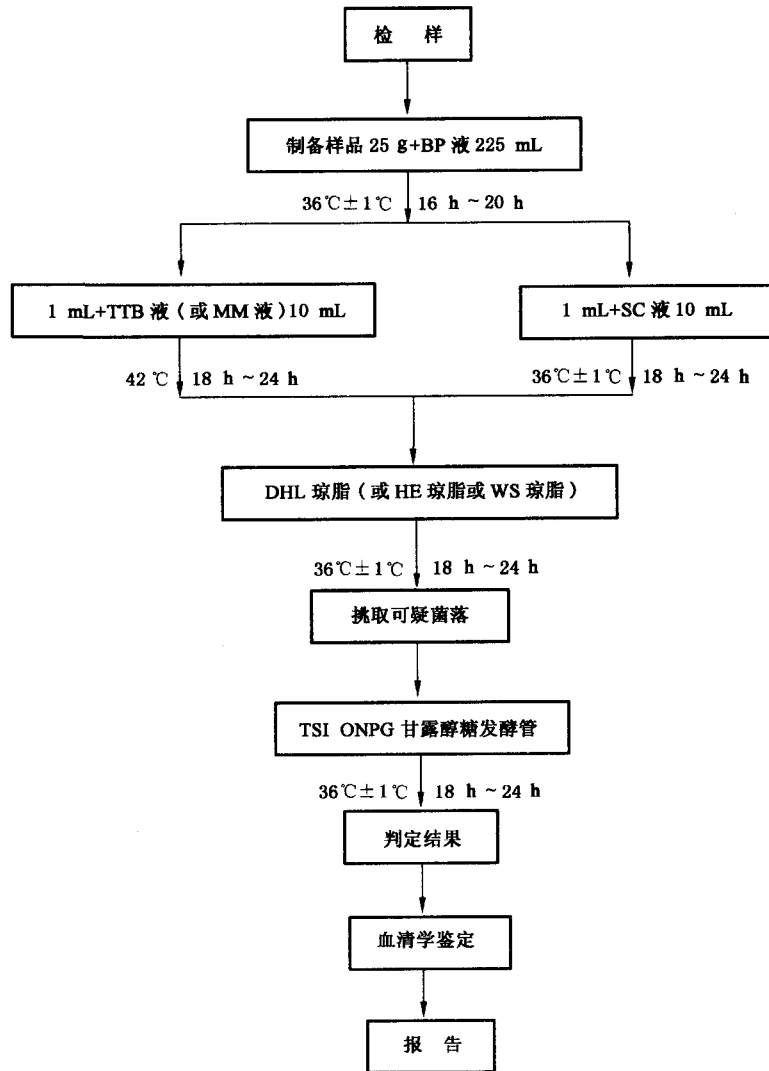 检 样
制备样品 25 g+BP 液 225 mL
36℃±1℃ 16 h~20 h
1 mL+TTB 液(或 MM 液)10 mL
1 mL+SC 液 10 mL
42 ℃ 18 h~24 h
36℃±1℃ 18 h~24 h
DHL 琼脂(或 HE 琼脂或 WS 琼脂)
36℃±1℃ 18 h~24 h
挑取可疑菌落
TSI ONPG 甘露醇糖发酵管
36℃±1℃ 18 h~24 h
判定结果
血清学鉴定
报 告